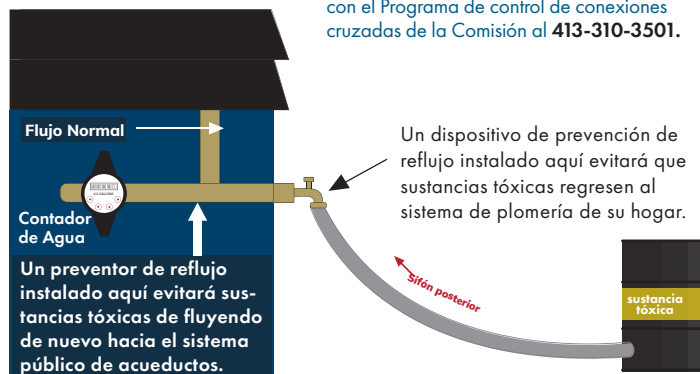 con el Programa de control de conexiones
cruzadas de la Comisión al 413-310-3501.
Flujo Normal
Un dispositivo de prevención de
reflujo instalado aquí evitará que
sustancias tóxicas regresen al
sistema de plomería de su hogar.
Contador
de Agua
Un preventor de reflujo
instalado aquí evitará sus-
tancias tóxicas de fluyendo
de nuevo hacia el sistema
público de acueductos.
Sifón posterior
sustancia
tóxica